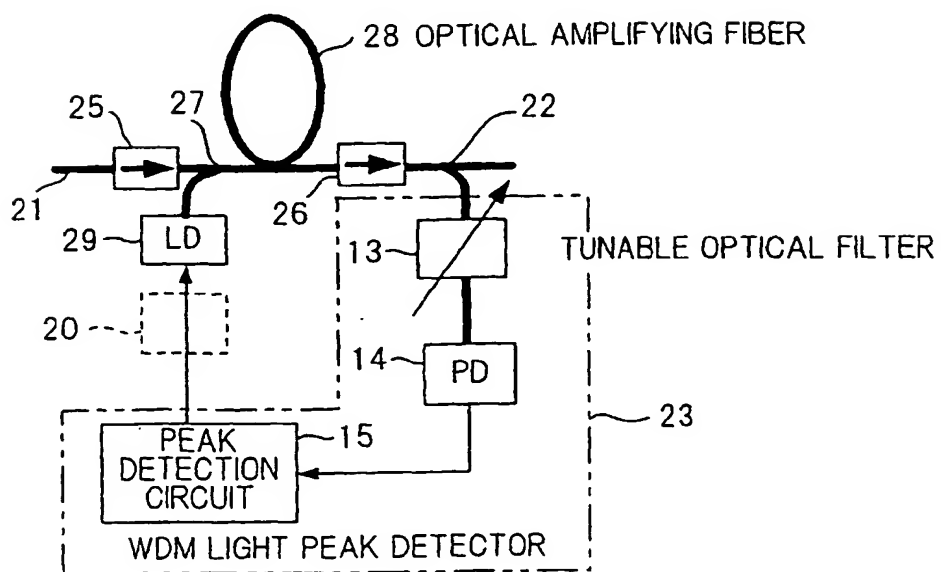 28 OPTICAL AMPLIFYING FIBER
25
27
22
21
26
29
LD
13
TUNABLE OPTICAL FILTER
20
14
PD
23
15
PEAK
DETECTION
CIRCUIT
WDM LIGHT PEAK DETECTOR